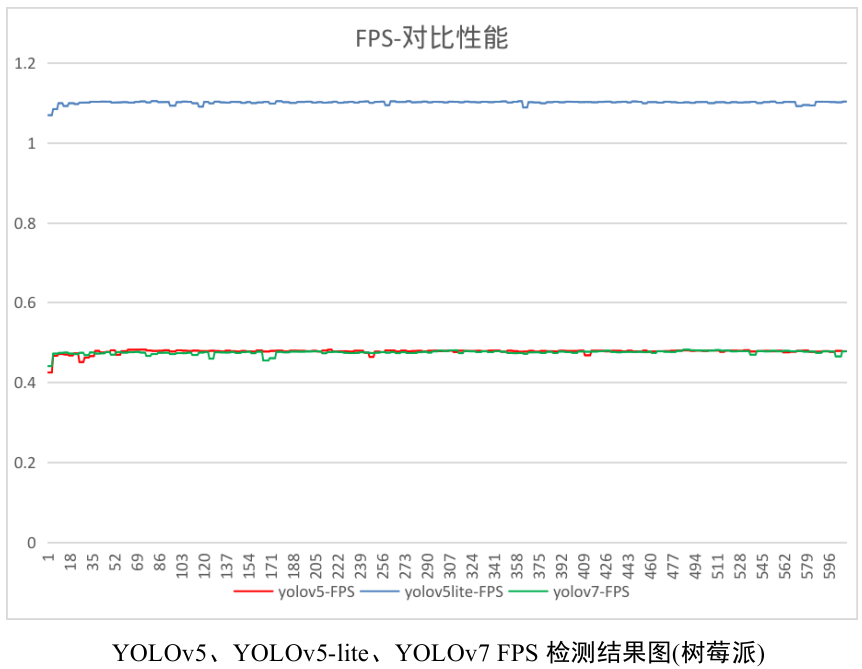 FPS-对比性能
1.2
1
0.8
0.6
0.4
0.2
0
1 18 35 52 69 86 103 120 137 154 171 188 205 222 239 256 273 290 307 324 341 358 375 392 409 426 443 460 477 494 511 528 545 562 579 596
yolov5-FPS yolov5lite-FPS yolov7-FPS
YOLOv5、YOLOv5-lite、YOLOv7 FPS 检测结果图(树莓派)